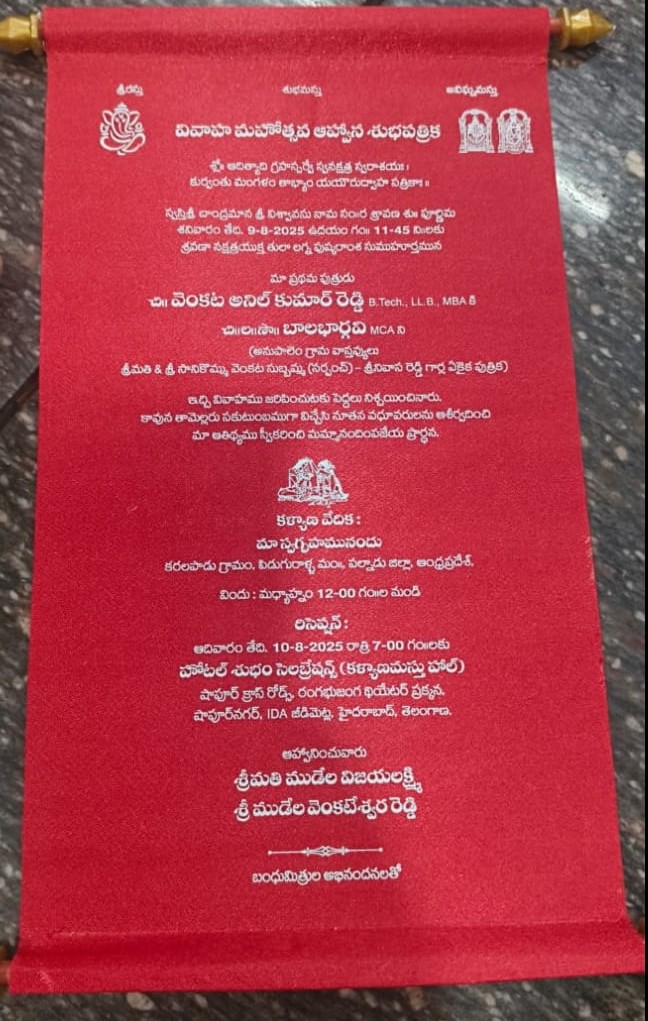 శ్రీరస్తు
శుభమస్తు
అవిఘ్నమస్తు
వివాహ మహోత్సవ ఆహ్వాన శుభపత్రిక
శ్లో॥ ఆదిత్యాది గ్రహస్సర్వే స్వనక్షత్ర స్వరాశయః।
కుర్వంతు మంగళం తాభ్యాం యయౌరుద్వాహ పత్రికాః॥
స్వస్తిశ్రీ చాంద్రమాన శ్రీ విశ్వావసు నామ సం॥ర శ్రావణ శు॥ పూర్ణిమ
శనివారం తేది. 9-8-2025 ఉదయం గం॥ 11-45 ని॥లకు
శ్రవణా నక్షత్రయుక్త తులా లగ్న పుష్కరాంశ సుముహూర్తమున
మా ప్రథమ పుత్రుడు
చి॥ వెంకట అనిల్ కుమార్ రెడ్డి B.Tech., LL.B., MBA కి
చి॥ల॥సౌ॥ బాలభార్గవి MCA ని
(అనుపాలెం గ్రామ వాస్తవ్యులు
శ్రీమతి & శ్రీ సానికొమ్ము వెంకట సుబ్బమ్మ (సర్పంచ్) – శ్రీనివాస రెడ్డి గార్ల ఏకైక పుత్రిక)
ఇచ్చి వివాహము జరిపించుటకు పెద్దలు నిశ్చయించినారు.
కావున తామెల్లరు సకుటుంబముగా విచ్చేసి నూతన వధూవరులను ఆశీర్వదించి
మా ఆతిథ్యము స్వీకరించి మమ్మానందింపజేయ ప్రార్థన.
కళ్యాణ వేదిక :
మా స్వగృహమునందు
కరలపాడు గ్రామం, పిడుగురాళ్ళ మం॥, పల్నాడు జిల్లా, ఆంధ్రప్రదేశ్.
విందు : మధ్యాహ్నం 12-00 గం॥ల నుండి
రిసెప్షన్ :
ఆదివారం తేది. 10-8-2025 రాత్రి 7-00 గం॥లకు
హోటల్ శుభం సెలబ్రేషన్స్ (కళ్యాణమస్తు హాల్)
షాపూర్ క్రాస్ రోడ్స్, రంగభుజంగ థియేటర్ ప్రక్కన,
షాపూర్‌నగర్, IDA జీడిమెట్ల, హైదరాబాద్, తెలంగాణ.
ఆహ్వానించువారు
శ్రీమతి ముడేల విజయలక్ష్మి
శ్రీ ముడేల వెంకటేశ్వర రెడ్డి
బంధుమిత్రుల అభినందనలతో